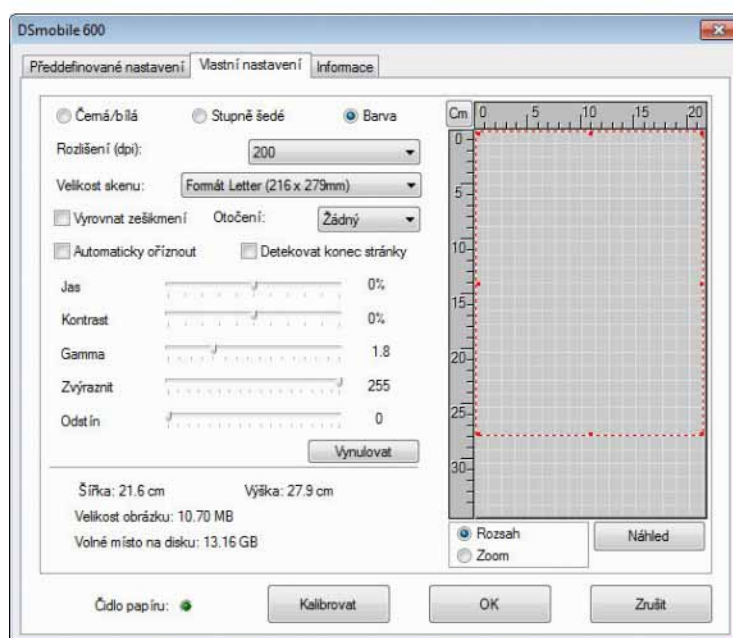 DSmobile 600
Předdefinované nastavení Vlastní nastavení Informace
Černá/bílá Stupně šedé Barva
Rozlišení (dpi): 200
Velikost skenu: Formát Letter (216 x 279mm)
Vyrovnat zešikmení Otočení: Žádný
Automaticky oříznout Detekovat konec stránky
Jas 0%
Kontrast 0%
Gamma 1.8
Zvýraznit 255
Odstín 0
Vynulovat
Šířka: 21.6 cm Výška: 27.9 cm
Velikost obrázku: 10.70 MB
Volné místo na disku: 13.16 GB
Cm 0 5 10 15 20
0
5
10
15
20
25
30
Rozsah
Zoom
Náhled
Čidlo papíru: Kalibrovat OK Zrušit